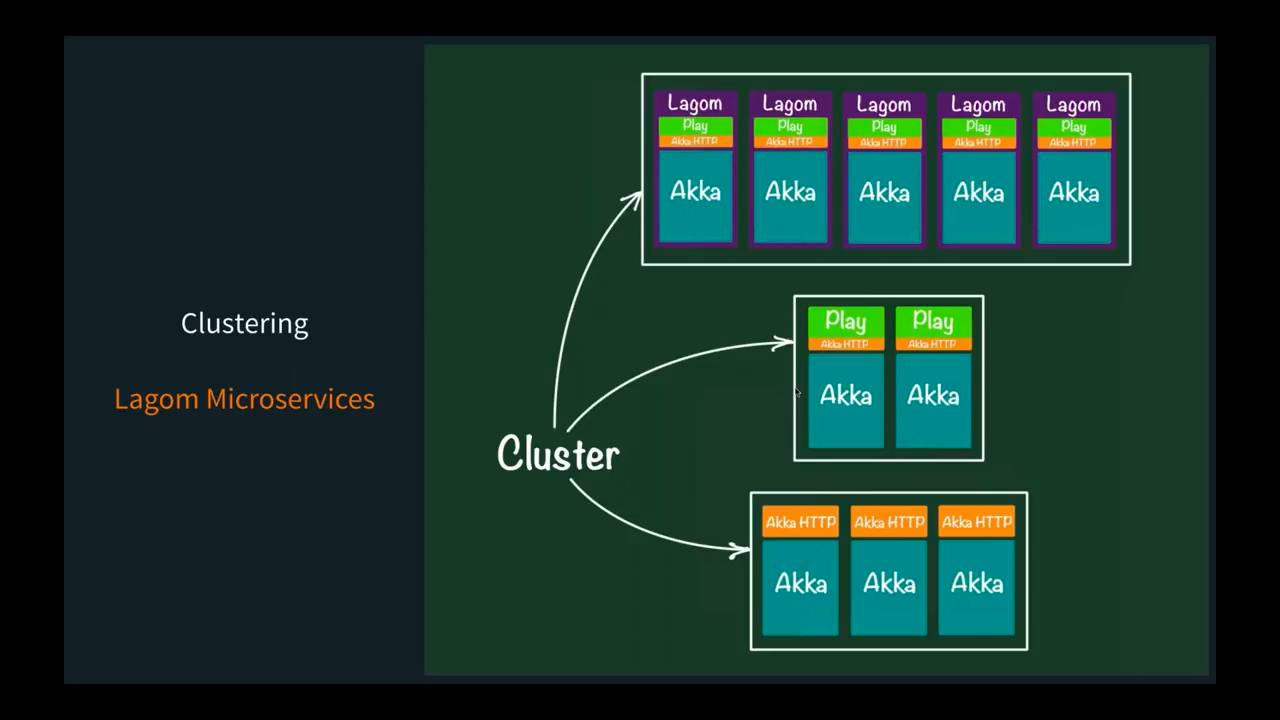 Clustering
Lagom Microservices
Cluster
Lagom Lagom Lagom Lagom Lagom
Play Play Play Play Play
Akka HTTP Akka HTTP Akka HTTP Akka HTTP Akka HTTP
Akka Akka Akka Akka Akka
Play Play
Akka HTTP Akka HTTP
Akka Akka
Akka HTTP Akka HTTP Akka HTTP
Akka Akka Akka